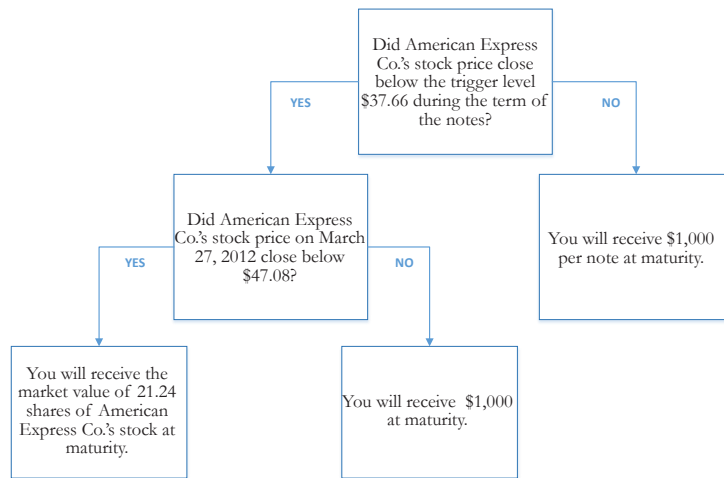 Did American Express
Co.'s stock price close
below the trigger level
$37.66 during the term of
the notes?
YES
NO
Did American Express
Co.'s stock price on March
27, 2012 close below
$47.08?
You will receive $1,000
per note at maturity.
YES
NO
You will receive the
market value of 21.24
shares of American
Express Co.'s stock at
maturity.
You will receive $1,000
at maturity.